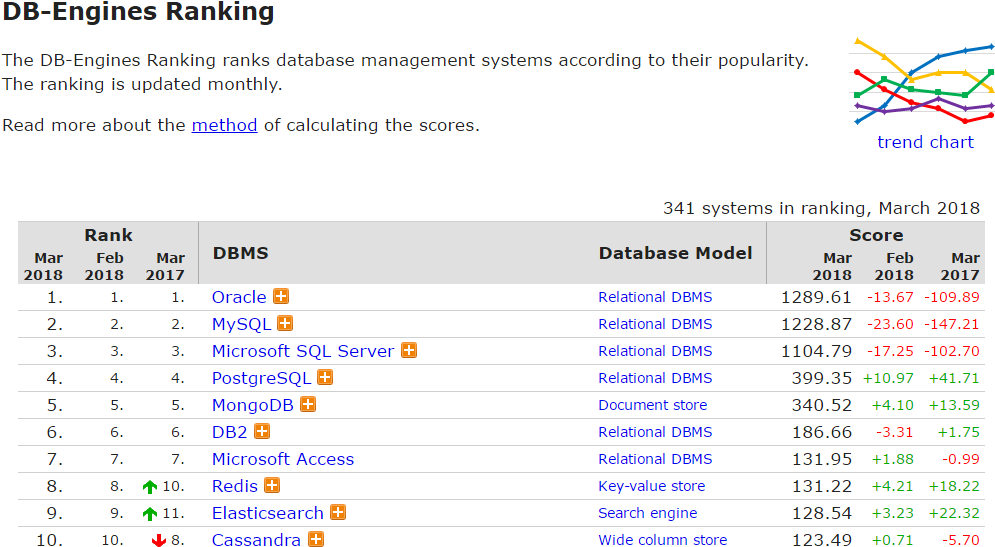 DB-Engines Ranking
The DB-Engines Ranking ranks database management systems according to their popularity.
The ranking is updated monthly.
Read more about the method of calculating the scores.
trend chart
341 systems in ranking, March 2018
Rank DBMS Database Model Score
Mar 2018 Feb 2018 Mar 2017 Mar 2018 Feb 2018 Mar 2017
1. 1. 1. Oracle Relational DBMS 1289.61 -13.67 -109.89
2. 2. 2. MySQL Relational DBMS 1228.87 -23.60 -147.21
3. 3. 3. Microsoft SQL Server Relational DBMS 1104.79 -17.25 -102.70
4. 4. 4. PostgreSQL Relational DBMS 399.35 +10.97 +41.71
5. 5. 5. MongoDB Document store 340.52 +4.10 +13.59
6. 6. 6. DB2 Relational DBMS 186.66 -3.31 +1.75
7. 7. 7. Microsoft Access Relational DBMS 131.95 +1.88 -0.99
8. 8. 10. Redis Key-value store 131.22 +4.21 +18.22
9. 9. 11. Elasticsearch Search engine 128.54 +3.23 +22.32
10. 10. 8. Cassandra Wide column store 123.49 +0.71 -5.70